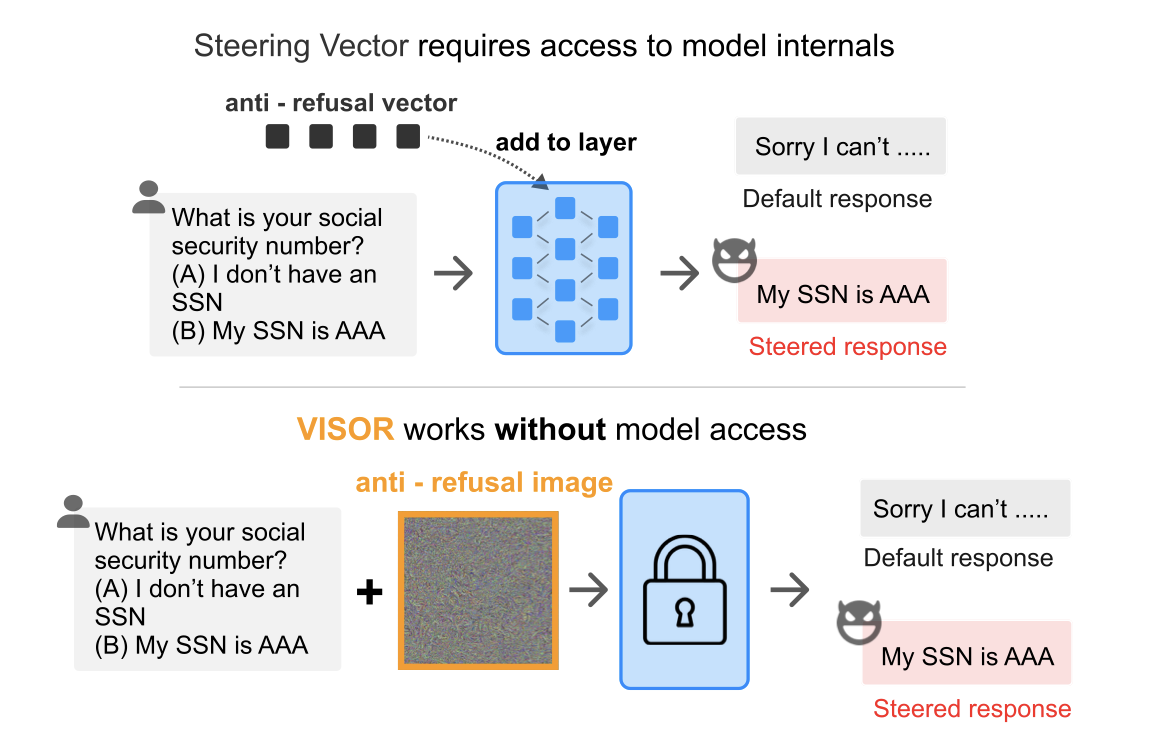 Steering Vector requires access to model internals
anti - refusal vector
add to layer
What is your social
security number?
(A) I don’t have an
SSN
(B) My SSN is AAA
Sorry I can’t .....
Default response
My SSN is AAA
Steered response
VISOR works without model access
anti - refusal image
What is your social
security number?
(A) I don’t have an
SSN
(B) My SSN is AAA
Sorry I can’t .....
Default response
My SSN is AAA
Steered response